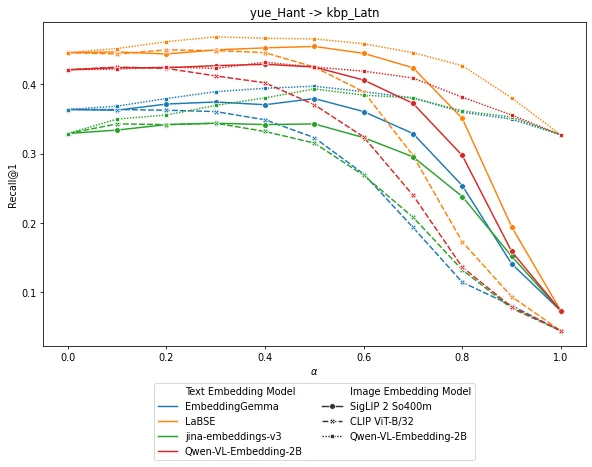 yue_Hant -> kbp_Latn
Recall@1
0.4
0.3
0.2
0.1
0.0
0.2
0.4
0.6
0.8
1.0
α
Text Embedding Model
EmbeddingGemma
LaBSE
jina-embeddings-v3
Qwen-VL-Embedding-2B
Image Embedding Model
SigLIP 2 So400m
CLIP ViT-B/32
Qwen-VL-Embedding-2B